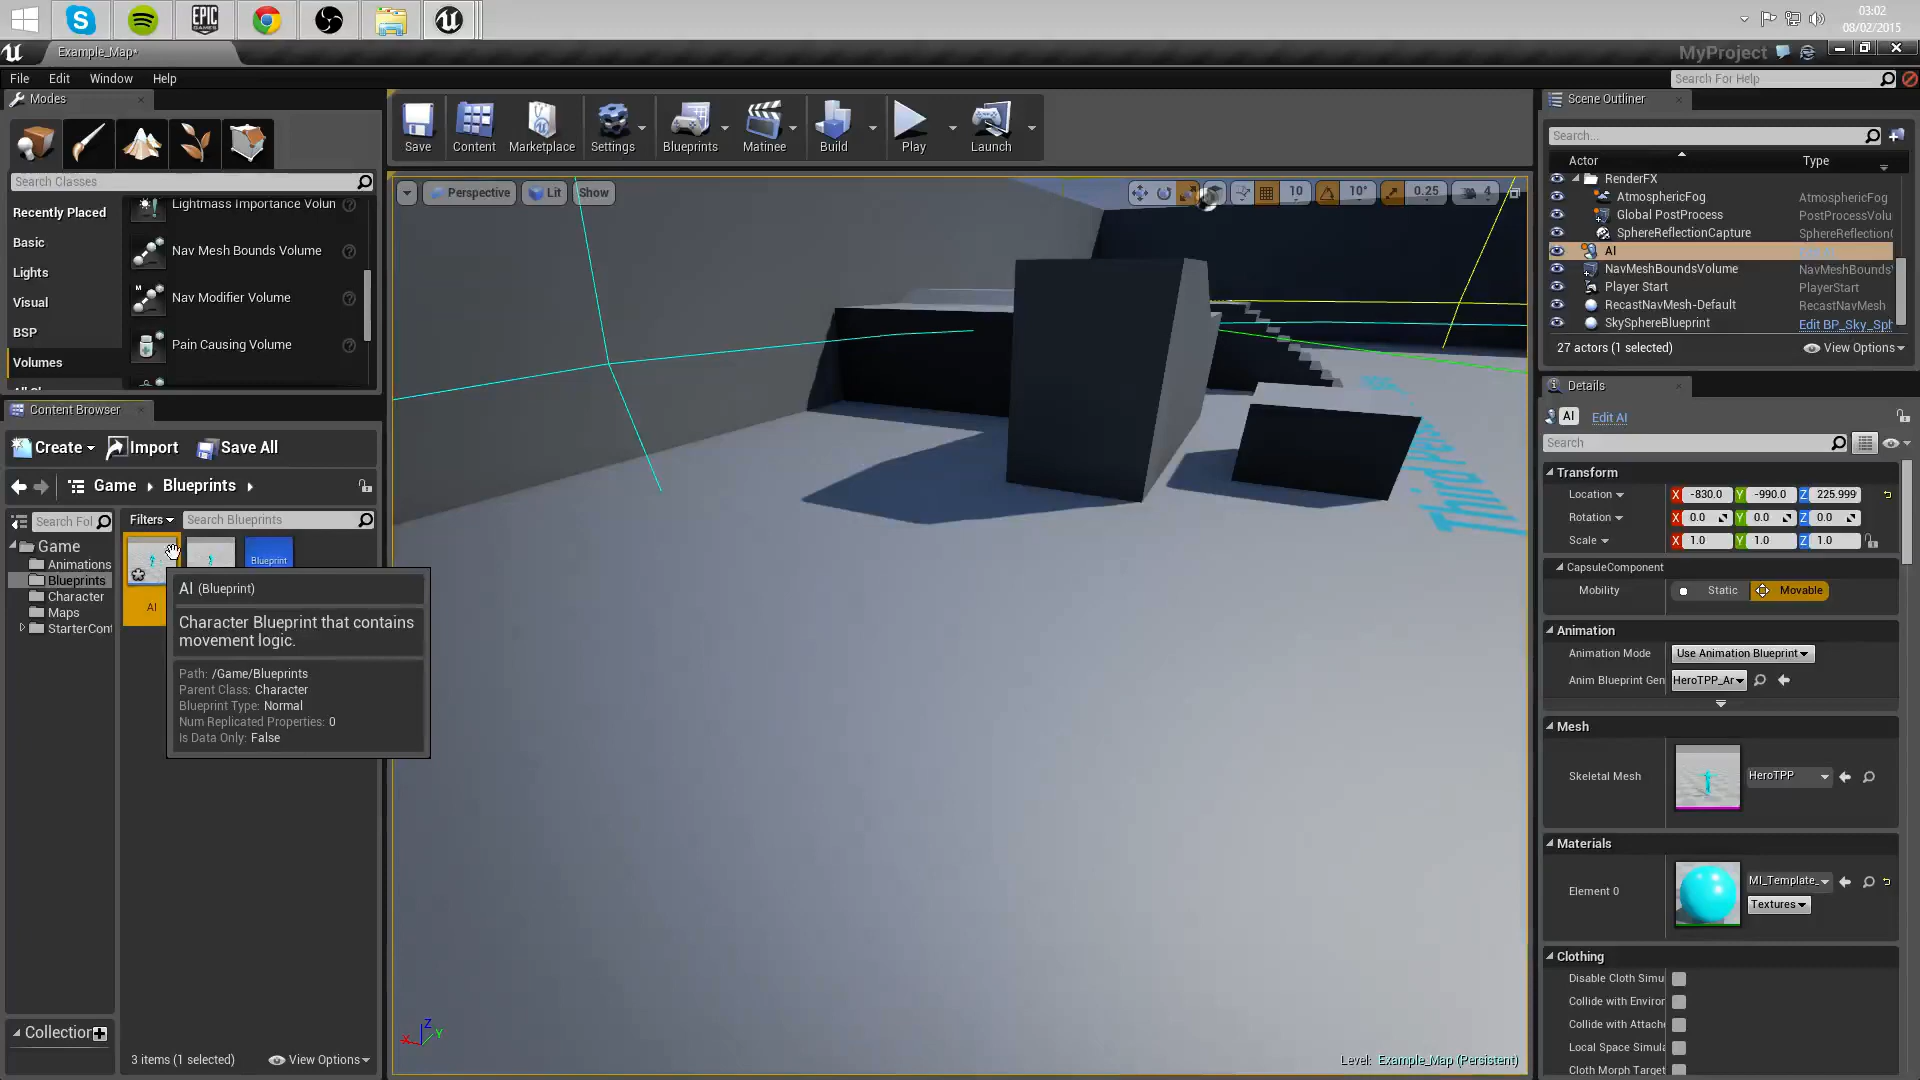 03:02
08/02/2015
Example_Map*
MyProject
File Edit Window Help
Search For Help
Modes
Search Classes
Recently Placed
Basic
Lights
Visual
BSP
Volumes
Lightmass Importance Volun
Nav Mesh Bounds Volume
Nav Modifier Volume
Pain Causing Volume
Save
Content
Marketplace
Settings
Blueprints
Matinee
Build
Play
Launch
Perspective Lit Show
10 10° 0.25 4
Level: Example_Map (Persistent)
Content Browser
Create Import Save All
Game Blueprints
Search Fol
Filters Search Blueprints
Game
Animations
Blueprints
Character
Maps
StarterCont
Blueprint
AI
AI (Blueprint)
Character Blueprint that contains
movement logic.
Path: /Game/Blueprints
Parent Class: Character
Blueprint Type: Normal
Num Replicated Properties: 0
Is Data Only: False
Collection
3 items (1 selected) View Options
Scene Outliner
Search...
Actor Type
RenderFX
AtmosphericFog AtmosphericFog
Global PostProcess PostProcessVolu
SphereReflectionCapture SphereReflection
AI
NavMeshBoundsVolume NavMeshBounds
Player Start PlayerStart
RecastNavMesh-Default RecastNavMesh
SkySphereBlueprint Edit BP_Sky_Sp
27 actors (1 selected) View Options
Details
AI Edit AI
Search
Transform
Location X -830.0 Y -990.0 Z 225.999
Rotation X 0.0 Y 0.0 Z 0.0
Scale X 1.0 Y 1.0 Z 1.0
CapsuleComponent
Mobility Static Movable
Animation
Animation Mode Use Animation Blueprint
Anim Blueprint Gen HeroTPP_Ar
Mesh
Skeletal Mesh HeroTPP
Materials
Element 0 MI_Template_
Textures
Clothing
Disable Cloth Simu
Collide with Enviror
Collide with Attach
Local Space Simula
Cloth Morph Target